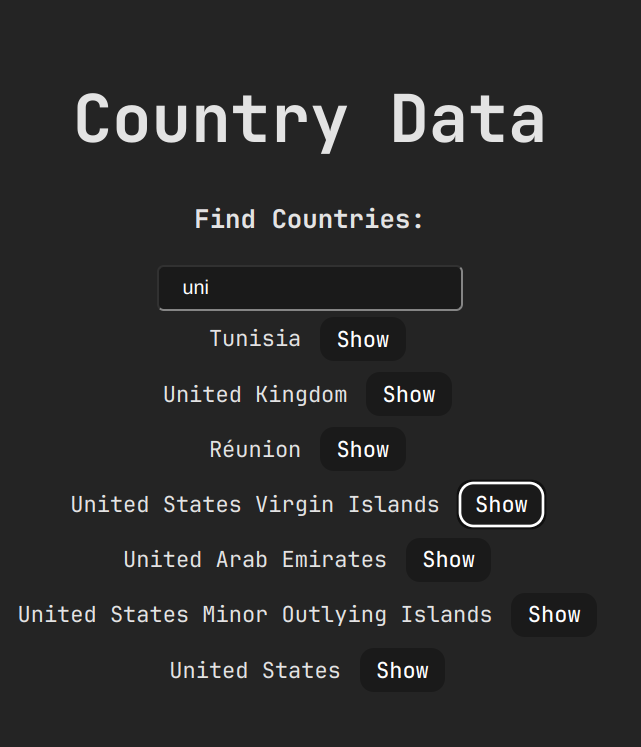 Country Data
Find Countries:
uni
Tunisia Show
United Kingdom Show
Réunion Show
United States Virgin Islands Show
United Arab Emirates Show
United States Minor Outlying Islands Show
United States Show